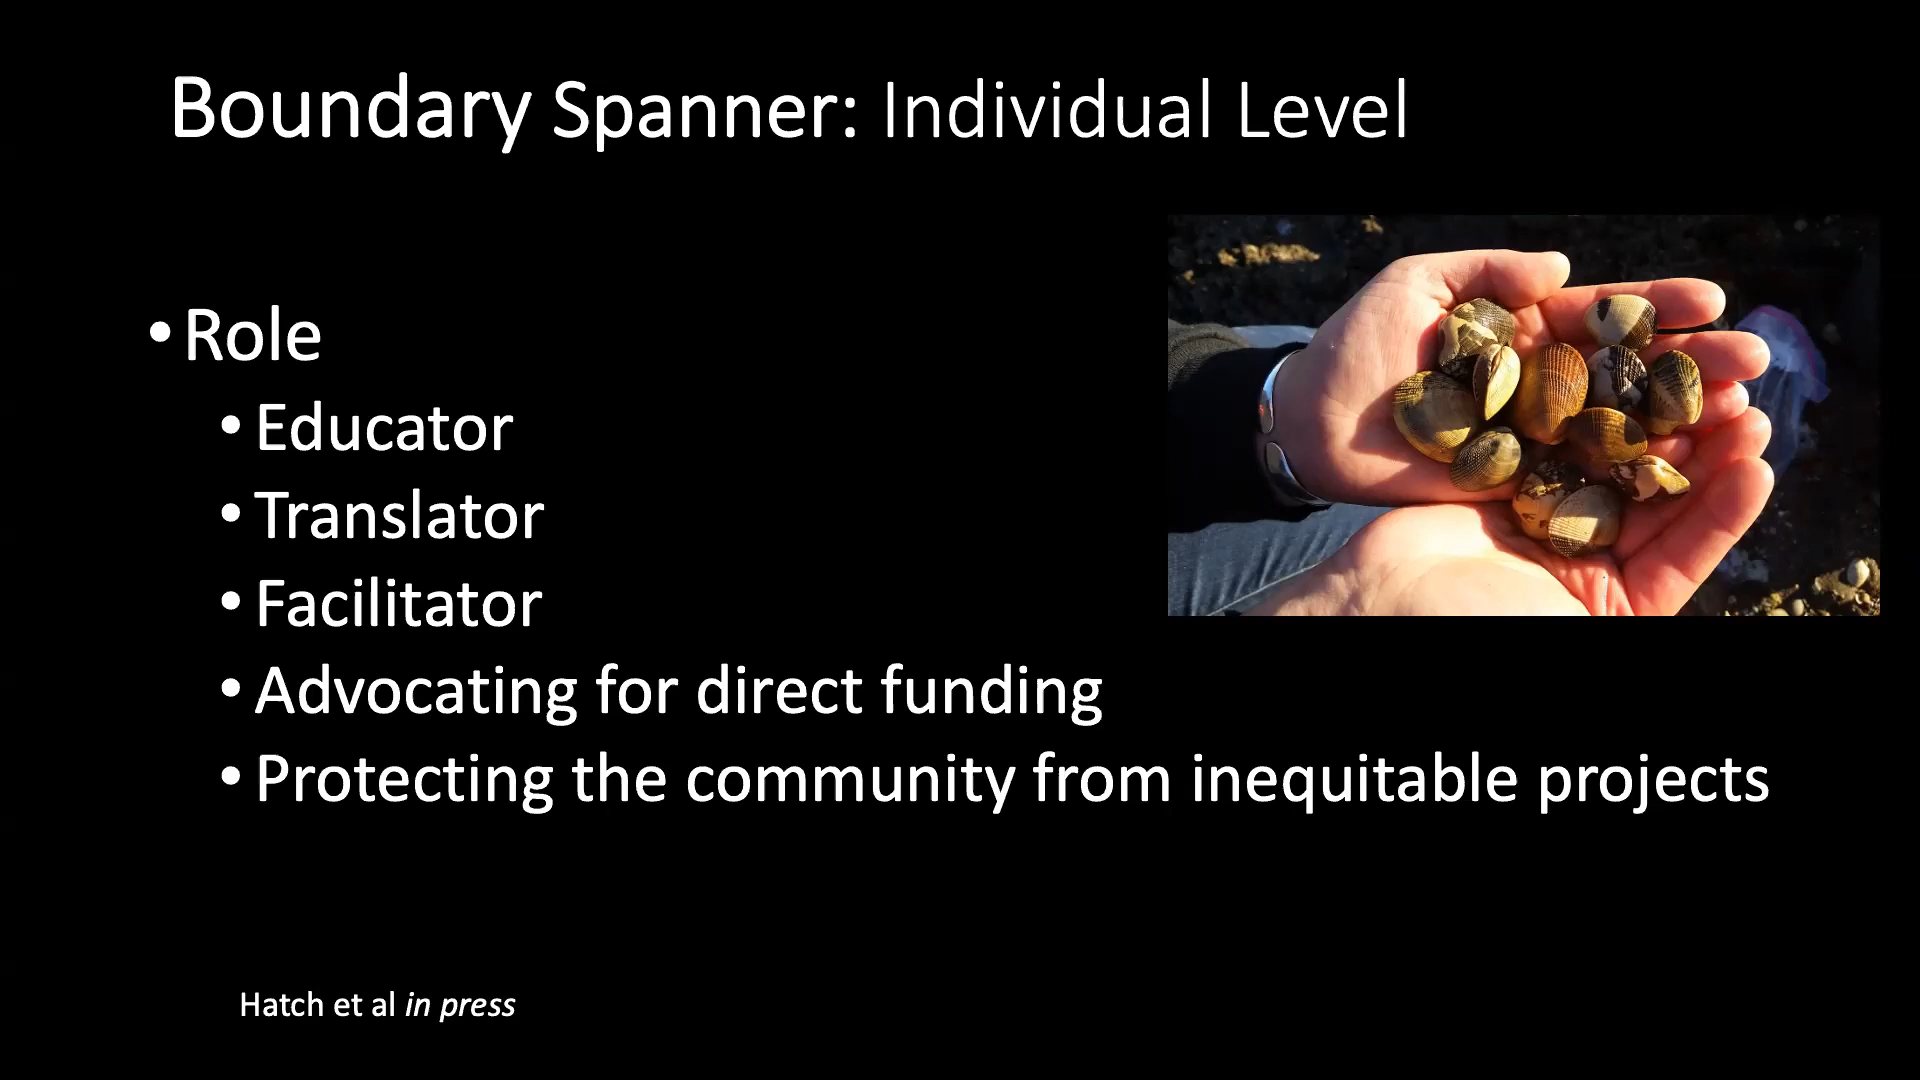 Boundary Spanner: Individual Level
•Role
•Educator
•Translator
•Facilitator
•Advocating for direct funding
•Protecting the community from inequitable projects
Hatch et al in press